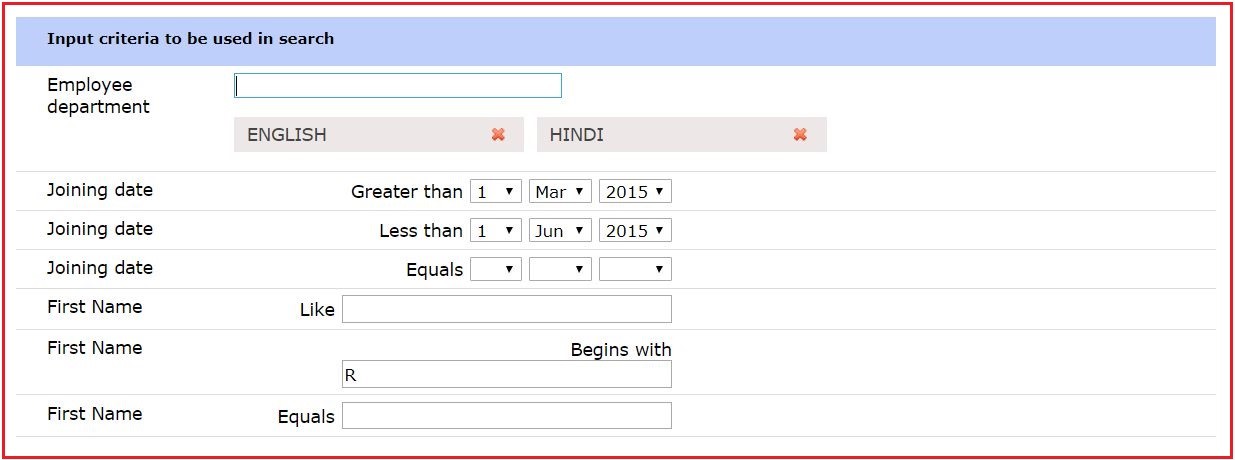 Input criteria to be used in search
Employee
department
ENGLISH HINDI
Joining date Greater than 1 Mar 2015
Joining date Less than 1 Jun 2015
Joining date Equals
First Name Like
First Name Begins with
R
First Name Equals